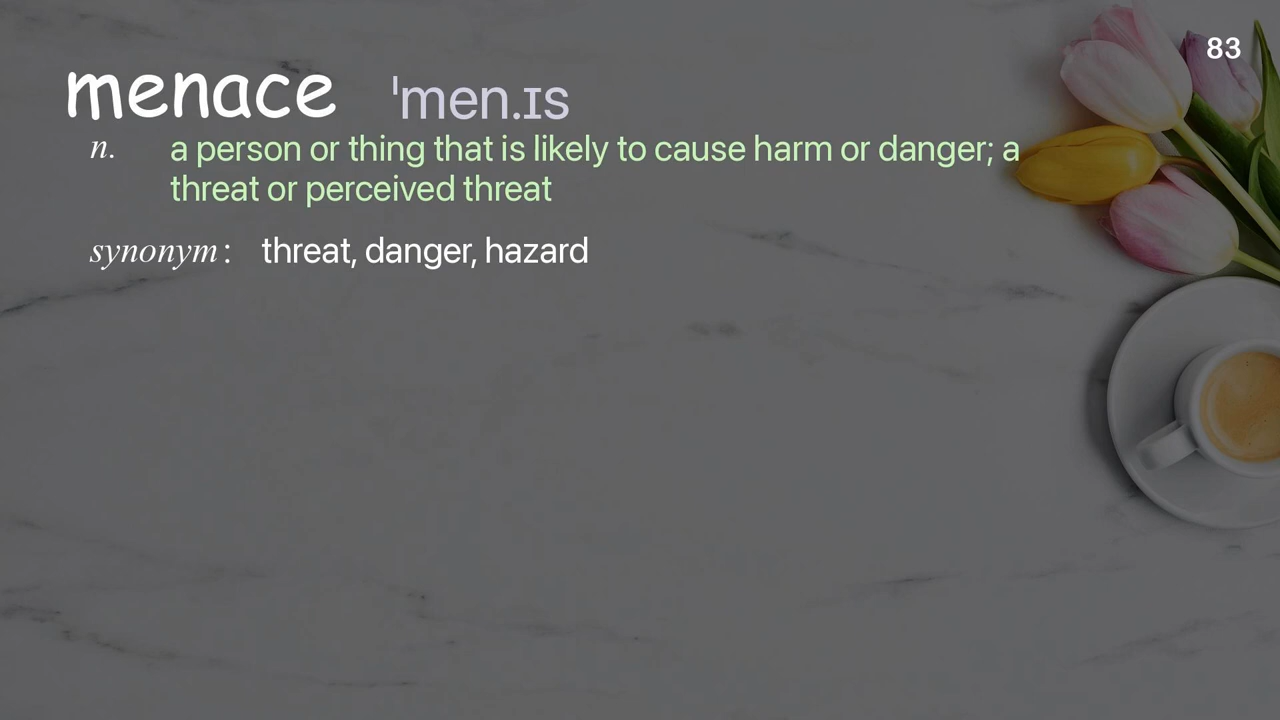 83
menace ˈmen.ɪs
n. a person or thing that is likely to cause harm or danger; a
threat or perceived threat
synonym: threat, danger, hazard